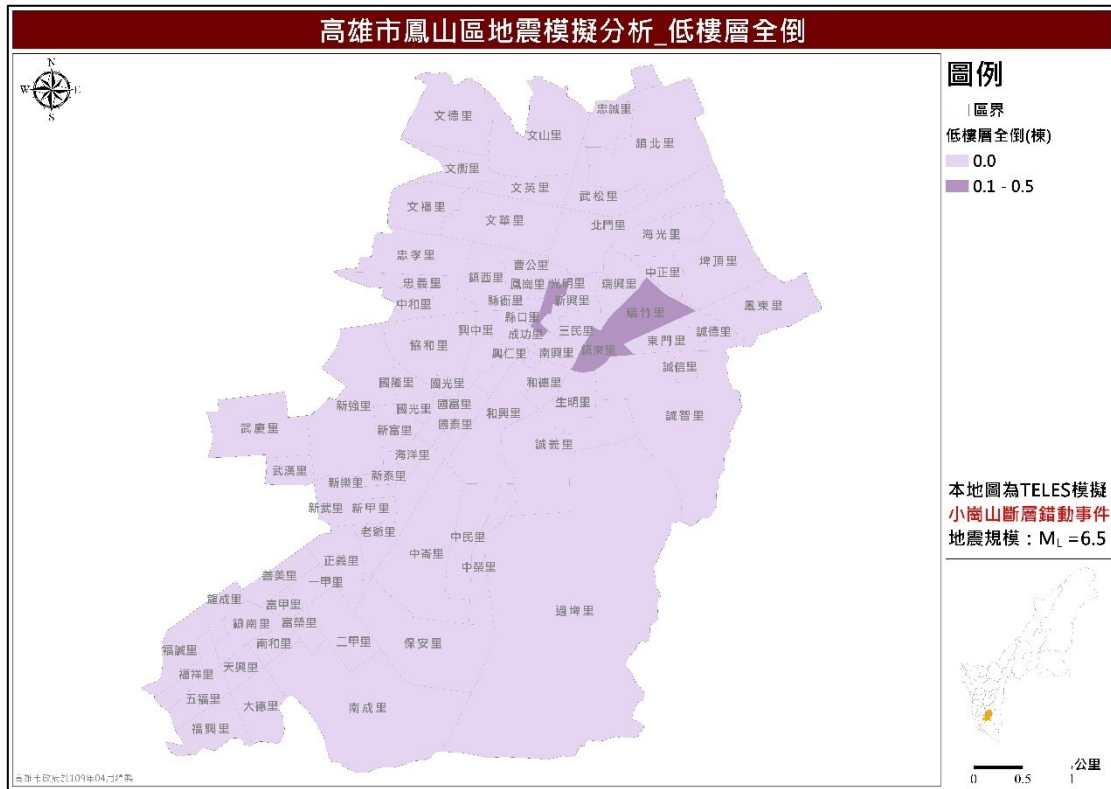 高雄市鳳山區地震模擬分析_低樓層全倒
N
W E
S
圖例
區界
低樓層全倒(棟)
0.0
0.1 - 0.5
文德里
文山里
忠誠里
鎮北里
文衡里
文英里
武松里
文福里
文華里
北門里
海光里
忠孝里
曹公里
中正里
埤頂里
忠義里
鎮西里
鳳崗里
光明里
瑞興里
中和里
縣衙里
新興里
鳳東里
縣口里
瑞竹里
興中里
成功里
三民里
誠德里
協和里
東門里
興仁里
南興里
鎮東里
誠信里
國隆里
國光里
和德里
新強里
國光里
國富里
和興里
生明里
誠智里
武慶里
新富里
國泰里
誠義里
海洋里
武漢里
新樂里
新泰里
新武里
新甲里
老爺里
中民里
中崙里
正義里
中榮里
善美里
一甲里
龍成里
富甲里
過埤里
鎮南里
富榮里
福誠里
南和里
二甲里
保安里
天興里
福祥里
五福里
大德里
南成里
福興里
本地圖為TELES模擬
小崗山斷層錯動事件
地震規模：ML =6.5
公里
0 0.5 1